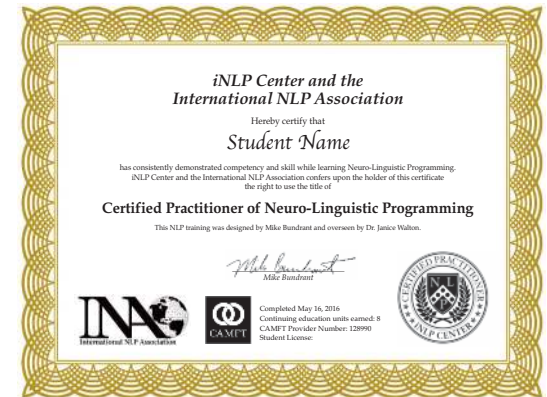 iNLP Center and the
International NLP Association
Hereby certify that
Student Name
has consistently demonstrated competency and skill while learning Neuro-Linguistic Programming.
iNLP Center and the International NLP Association confers upon the holder of this certificate
the right to use the title of
Certified Practitioner of Neuro-Linguistic Programming
This NLP training was designed by Mike Bundrant and overseen by Dr. Janice Walton.
Mike Bundrant
Mike Bundrant
INA
International NLP Association
CAMFT
Completed May 16, 2016
Continuing education units earned: 8
CAMFT Provider Number: 128990
Student License:
CERTIFIED PRACTITIONER
NL
INLP CENTER